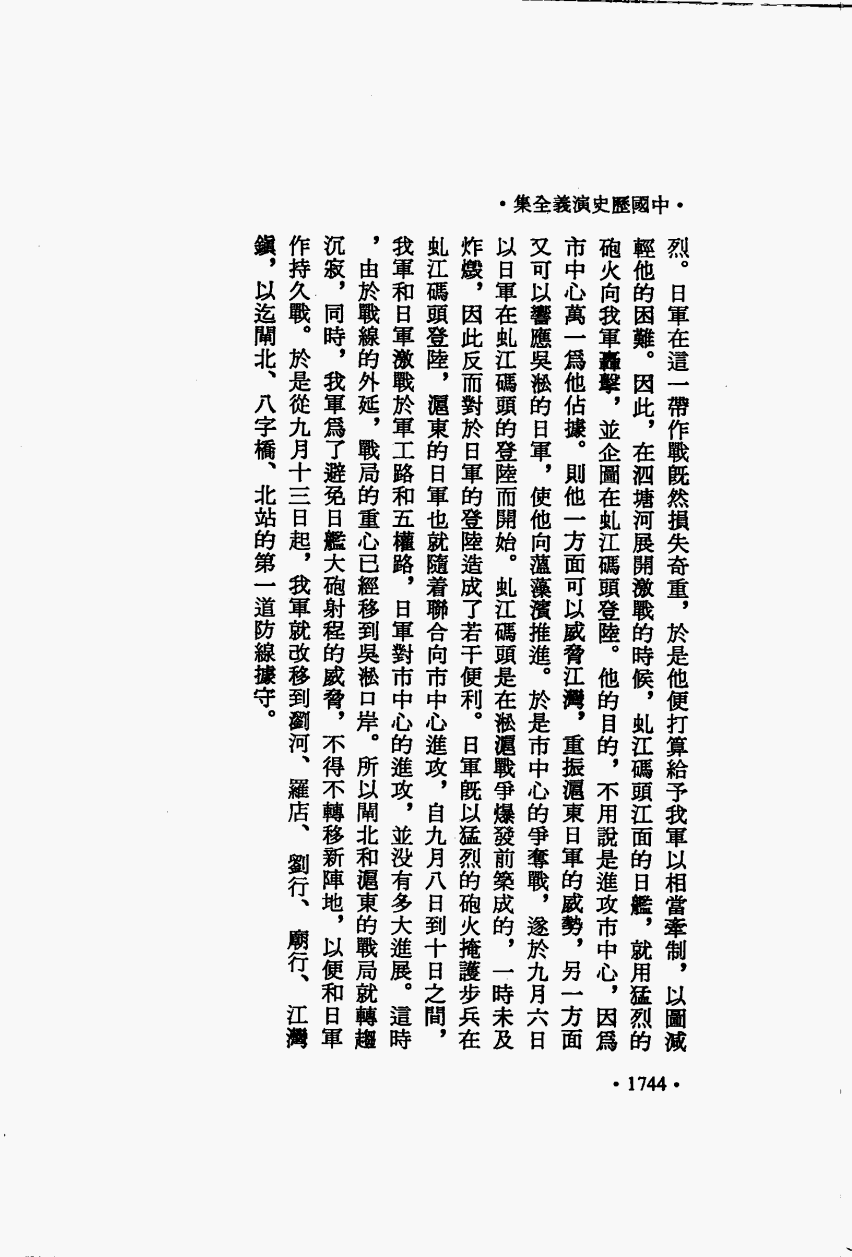 ・中國歷史演義全集・
烈。日軍在這一帶作戰既然損失奇重，於是他便打算給予我軍以相當牽制，以圖減
輕他的困難。因此，在泗塘河展開激戰的時候，虬江碼頭江面的日艦，就用猛烈的
砲火向我軍轟擊，並企圖在虬江碼頭登陸。他的目的，不用說是進攻市中心，因爲
市中心萬一爲他佔據。則他一方面可以威脅江灣，重振滬東日軍的威勢，另一方面
又可以響應吳淞的日軍，使他向薀藻濱推進。於是市中心的爭奪戰，遂於九月六日
以日軍在虬江碼頭的登陸而開始。虬江碼頭是在淞滬戰爭爆發前築成的，一時未及
炸燬，因此反而對於日軍的登陸造成了若干便利。日軍既以猛烈的砲火掩護步兵在
虬江碼頭登陸，滬東的日軍也就隨着聯合向市中心進攻，自九月八日到十日之間，
我軍和日軍激戰於軍工路和五權路，日軍對市中心的進攻，並没有多大進展。這時
，由於戰線的外延，戰局的重心已經移到吳淞口岸。所以閘北和滬東的戰局就轉趨
沉寂，同時，我軍爲了避免日艦大砲射程的威脅，不得不轉移新陣地，以便和日軍
作持久戰。於是從九月十三日起，我軍就改移到瀏河、羅店、劉行、廟行、江灣
鎭，以迄閘北、八字橋、北站的第一道防線據守。
・1744・